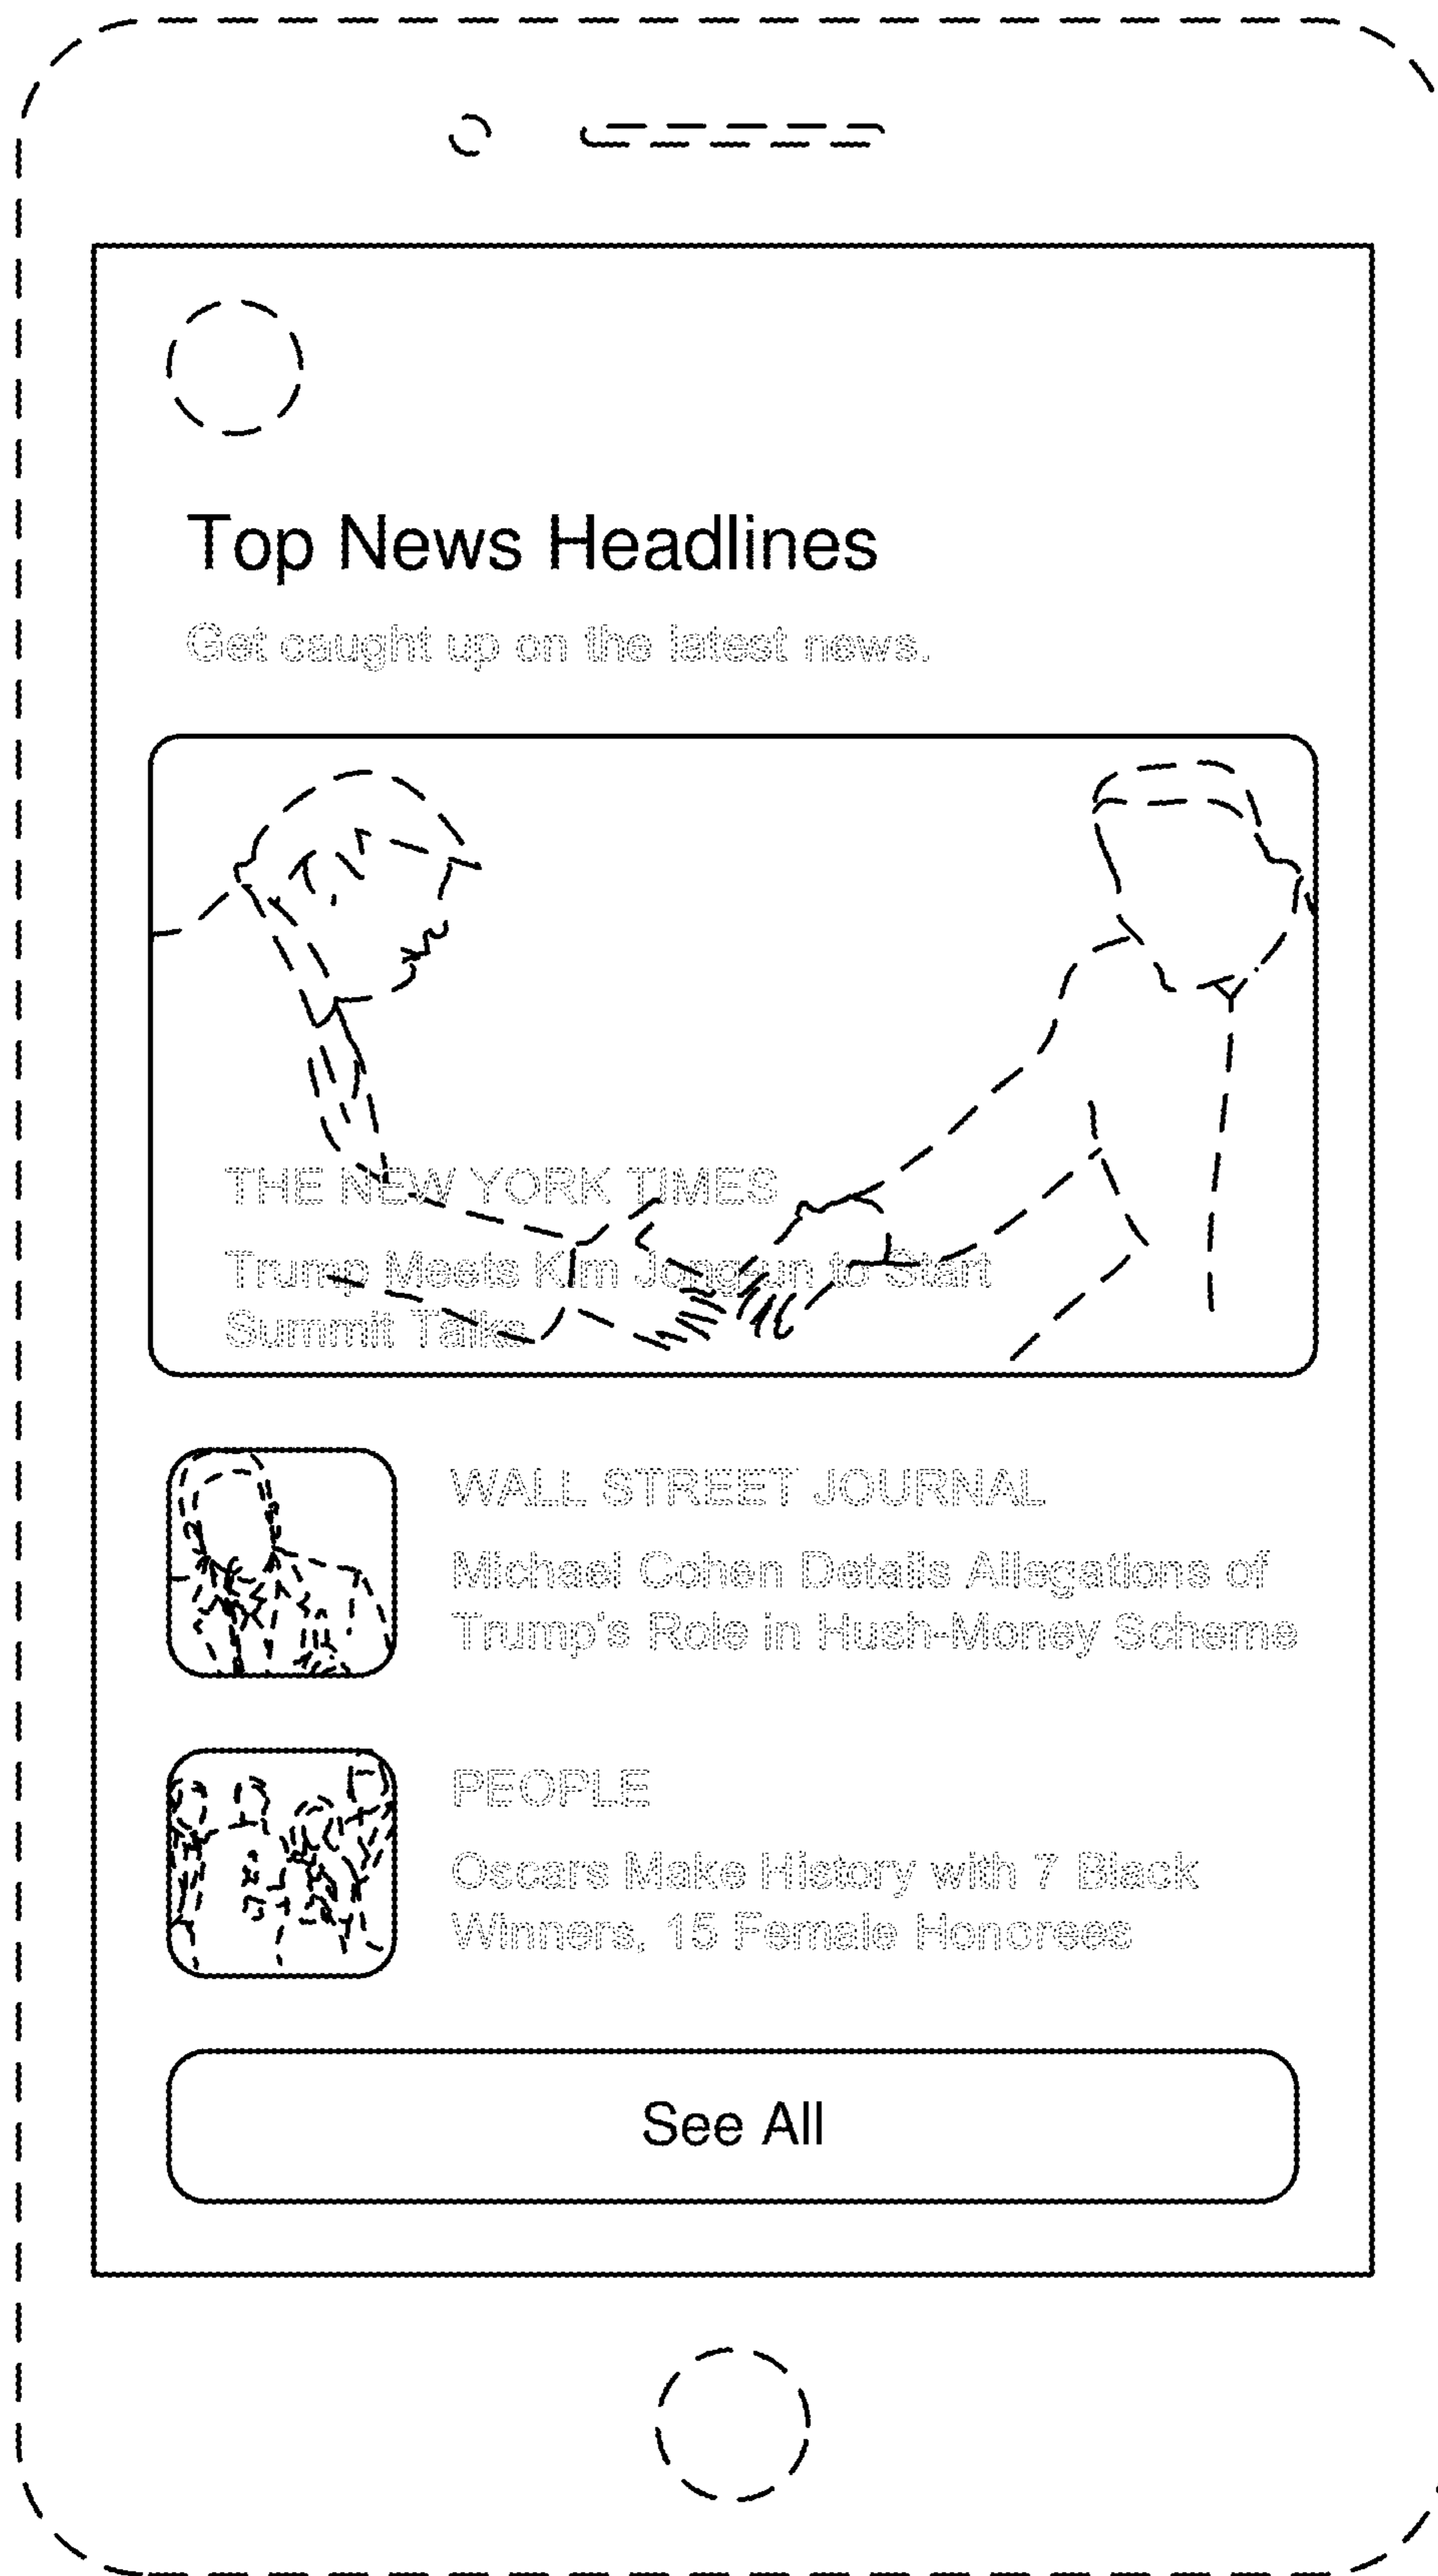 Top News Headlines
Get caught up on the latest news.
THE NEW YORK TIMES
Trump Meets Kim Jong-un to Start
Summit Talks
WALL STREET JOURNAL
Michael Cohen Details Allegations of
Trump's Role in Hush-Money Scheme
PEOPLE
Oscars Make History with 7 Black
Winners, 15 Female Honorees
See All